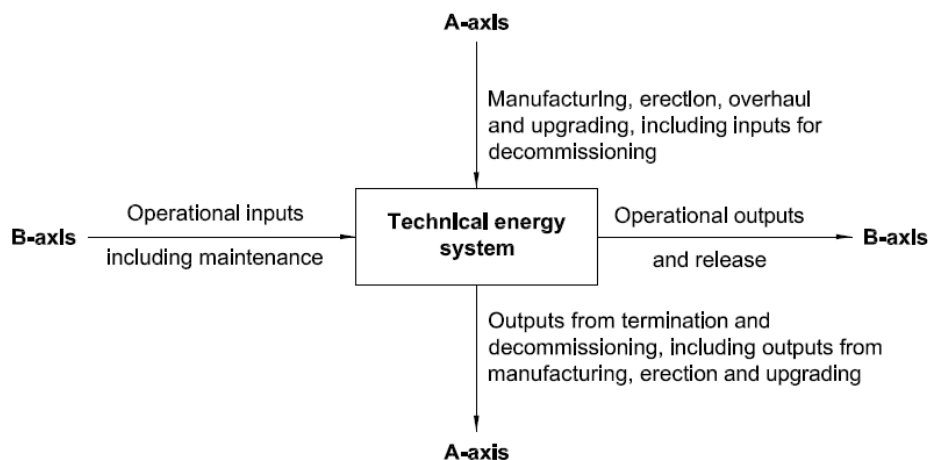 A-axis
Manufacturing, erection, overhaul
and upgrading, including inputs for
decommissioning
B-axis
Operational inputs
including maintenance
Technical energy
system
Operational outputs
and release
B-axis
Outputs from termination and
decommissioning, including outputs from
manufacturing, erection and upgrading
A-axis